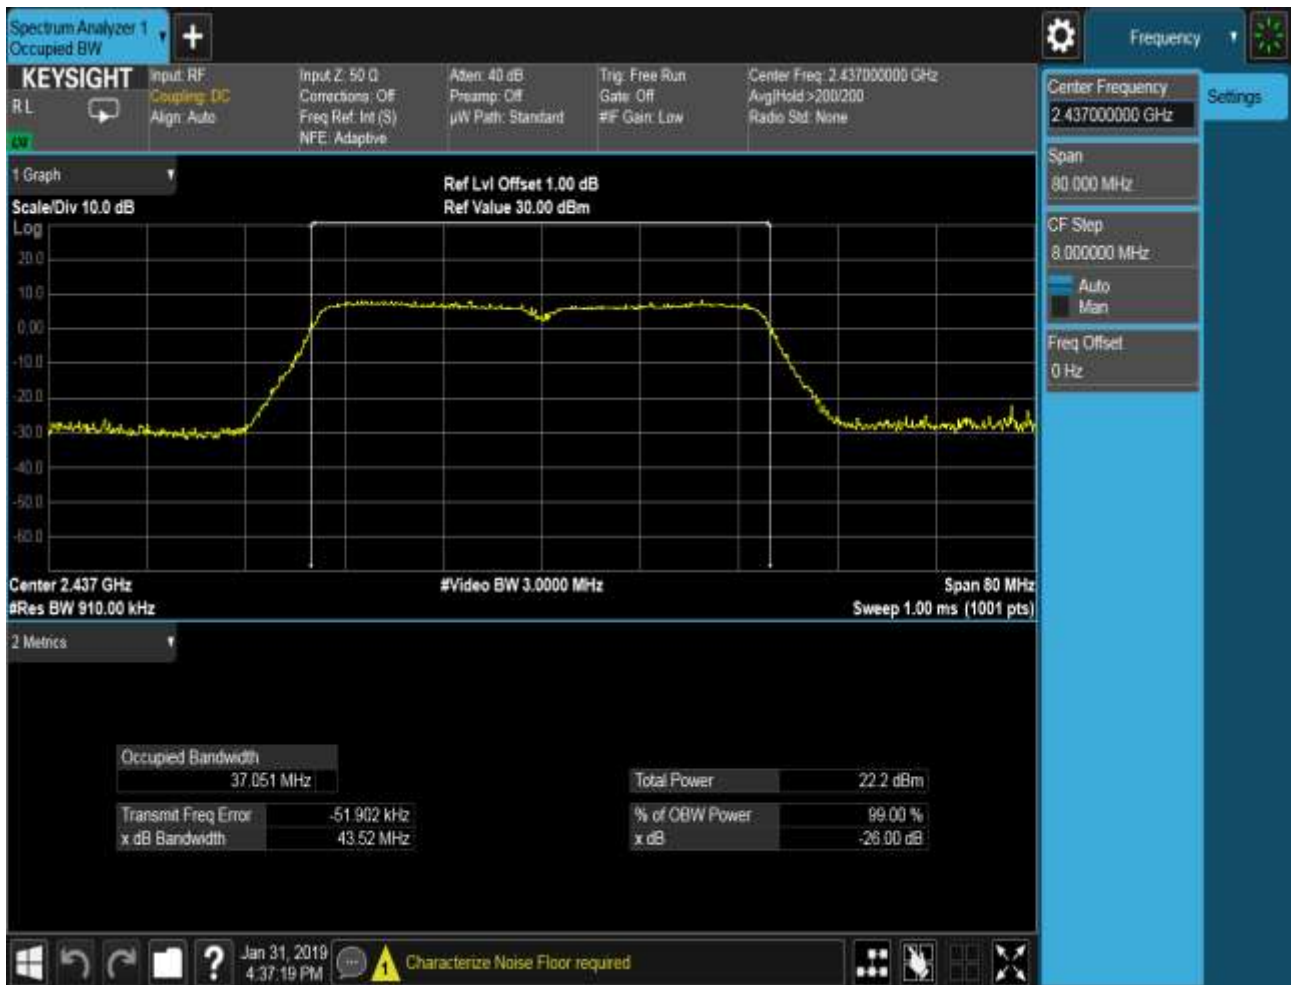 Spectrum Analyzer 1
Occupied BW
Frequency
KEYSIGHT
R L
Input: RF
Coupling: DC
Align: Auto
Input Z: 50 Ω
Corrections: Off
Freq Ref: Int (S)
NFE: Adaptive
Atten: 40 dB
Preamp: Off
µW Path: Standard
Trig: Free Run
Gate: Off
#IF Gain: Low
Center Freq: 2.437000000 GHz
Avg|Hold >200/200
Radio Std: None
Center Frequency
2.437000000 GHz
Settings
Span
80.000 MHz
CF Step
8.000000 MHz
Auto
Man
Freq Offset
0 Hz
1 Graph
Scale/Div 10.0 dB
Ref Lvl Offset 1.00 dB
Ref Value 30.00 dBm
Log
20.0
10.0
0.00
-10.0
-20.0
-30.0
-40.0
-50.0
-60.0
Center 2.437 GHz
#Video BW 3.0000 MHz
Span 80 MHz
#Res BW 910.00 kHz
Sweep 1.00 ms (1001 pts)
2 Metrics
Occupied Bandwidth
37.051 MHz
Total Power 22.2 dBm
Transmit Freq Error -51.902 kHz
% of OBW Power 99.00 %
x dB Bandwidth 43.52 MHz
x dB -26.00 dB
?
Jan 31, 2019
4:37:19 PM
1
Characterize Noise Floor required